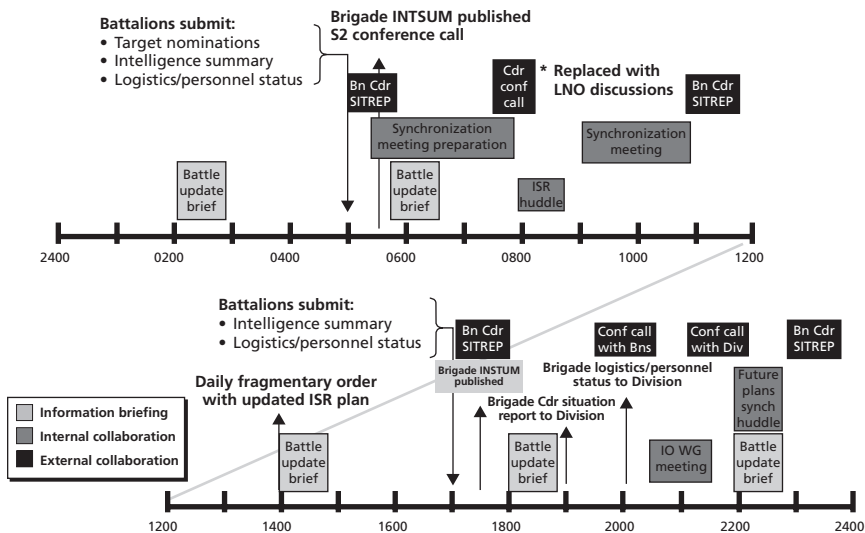 Battalions submit:
• Target nominations
• Intelligence summary
• Logistics/personnel status
Brigade INTSUM published
S2 conference call
Bn Cdr
SITREP
Cdr
conf
call
* Replaced with
LNO discussions
Bn Cdr
SITREP
Synchronization
meeting preparation
Synchronization
meeting
Battle
update
brief
Battle
update
brief
ISR
huddle
2400
0200
0400
0600
0800
1000
1200
Battalions submit:
• Intelligence summary
• Logistics/personnel status
Bn Cdr
SITREP
Conf call
with Bns
Conf call
with Div
Bn Cdr
SITREP
Brigade INSTUM
published
Brigade logistics/personnel
status to Division
Future
plans
synch
huddle
Daily fragmentary order
with updated ISR plan
Brigade Cdr situation
report to Division
Information briefing
Internal collaboration
External collaboration
Battle
update
brief
Battle
update
brief
IO WG
meeting
Battle
update
brief
1200
1400
1600
1800
2000
2200
2400